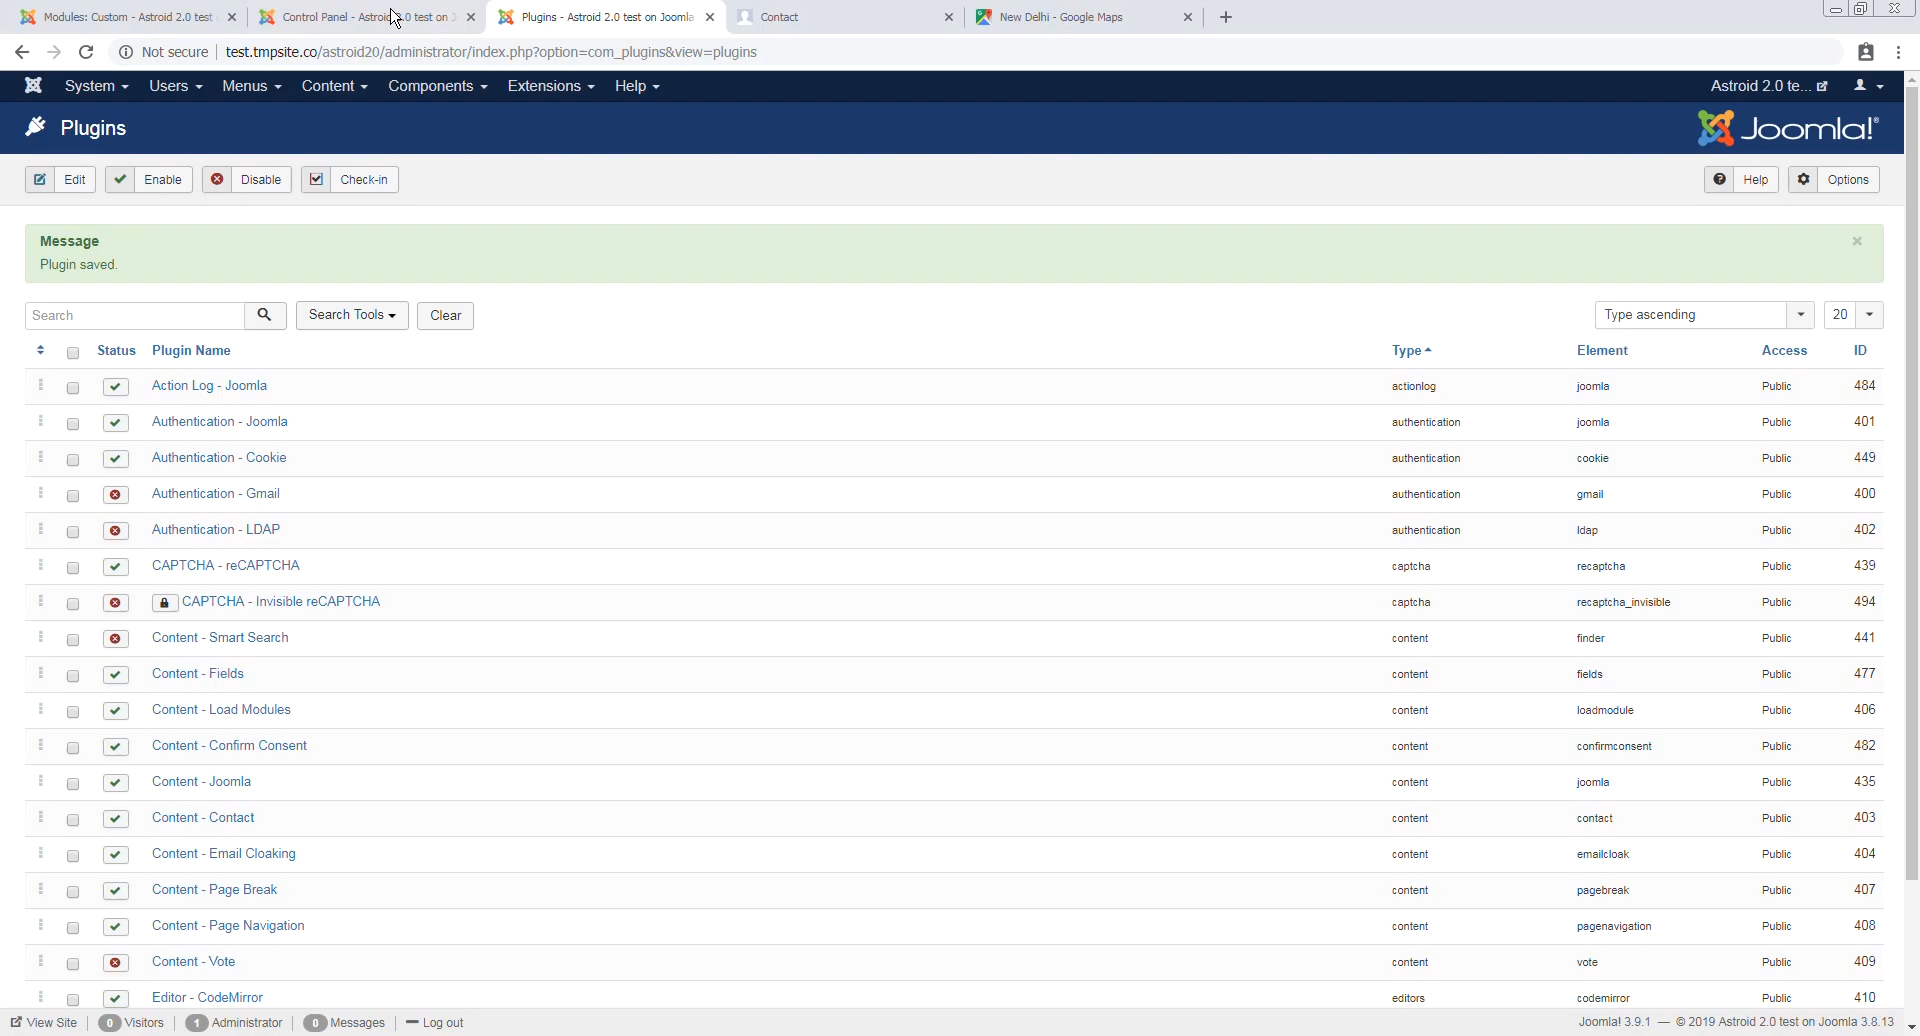 Modules: Custom - Astroid 2.0 test
Control Panel - Astroid 2.0 test on J
Plugins - Astroid 2.0 test on Joomla
Contact
New Delhi - Google Maps
Not secure
test.tmpsite.co/astroid20/administrator/index.php?option=com_plugins&view=plugins
System Users Menus Content Components Extensions Help Astroid 2.0 te...
Plugins Joomla!®
Edit Enable Disable Check-in Help Options
Message
Plugin saved.
Search Search Tools Clear Type ascending 20
Status Plugin Name Type Element Access ID
Action Log - Joomla actionlog joomla Public 484
Authentication - Joomla authentication joomla Public 401
Authentication - Cookie authentication cookie Public 449
Authentication - Gmail authentication gmail Public 400
Authentication - LDAP authentication ldap Public 402
CAPTCHA - reCAPTCHA captcha recaptcha Public 439
CAPTCHA - Invisible reCAPTCHA captcha recaptcha_invisible Public 494
Content - Smart Search content finder Public 441
Content - Fields content fields Public 477
Content - Load Modules content loadmodule Public 406
Content - Confirm Consent content confirmconsent Public 482
Content - Joomla content joomla Public 435
Content - Contact content contact Public 403
Content - Email Cloaking content emailcloak Public 404
Content - Page Break content pagebreak Public 407
Content - Page Navigation content pagenavigation Public 408
Content - Vote content vote Public 409
Editor - CodeMirror editors codemirror Public 410
View Site 0 Visitors 1 Administrator 0 Messages Log out Joomla! 3.9.1 — © 2019 Astroid 2.0 test on Joomla 3.8.13